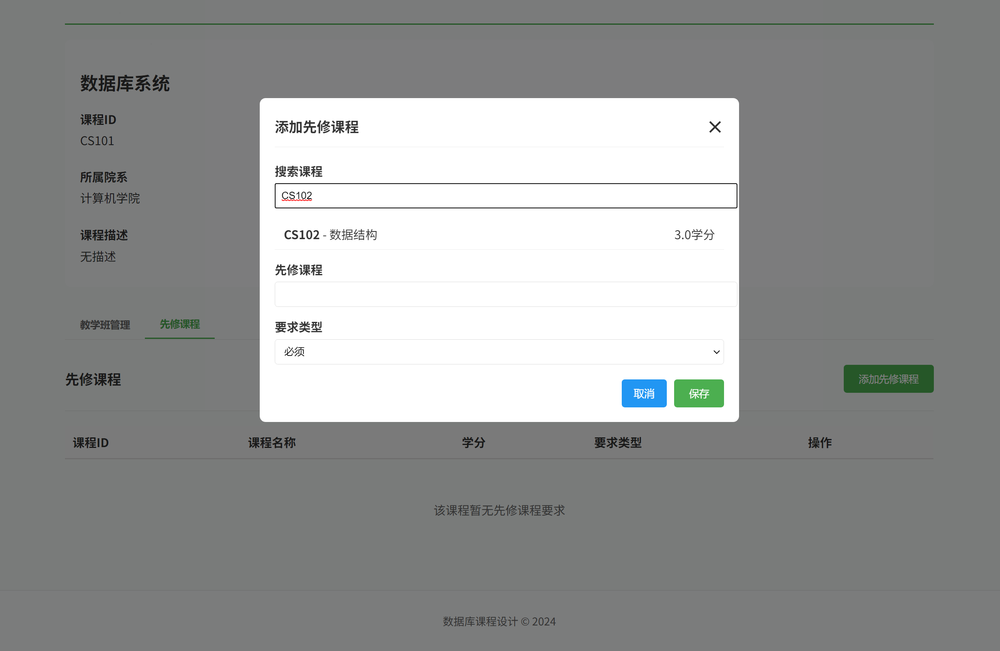 数据库系统
课程ID
CS101
所属院系
计算机学院
课程描述
无描述
教学班管理 先修课程
先修课程 添加先修课程
课程ID 课程名称 学分 要求类型 操作
该课程暂无先修课程要求
数据库课程设计 © 2024
添加先修课程
搜索课程
CS102
CS102 - 数据结构 3.0学分
先修课程
要求类型
必须
取消 保存